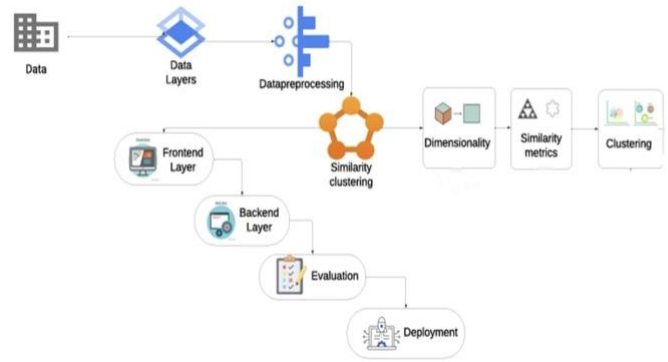 Data
Data
Layers
Datapreprocessing
Similarity
clustering
Dimensionality
Similarity
metrics
Clustering
Frontend
Layer
Backend
Layer
Evaluation
Deployment